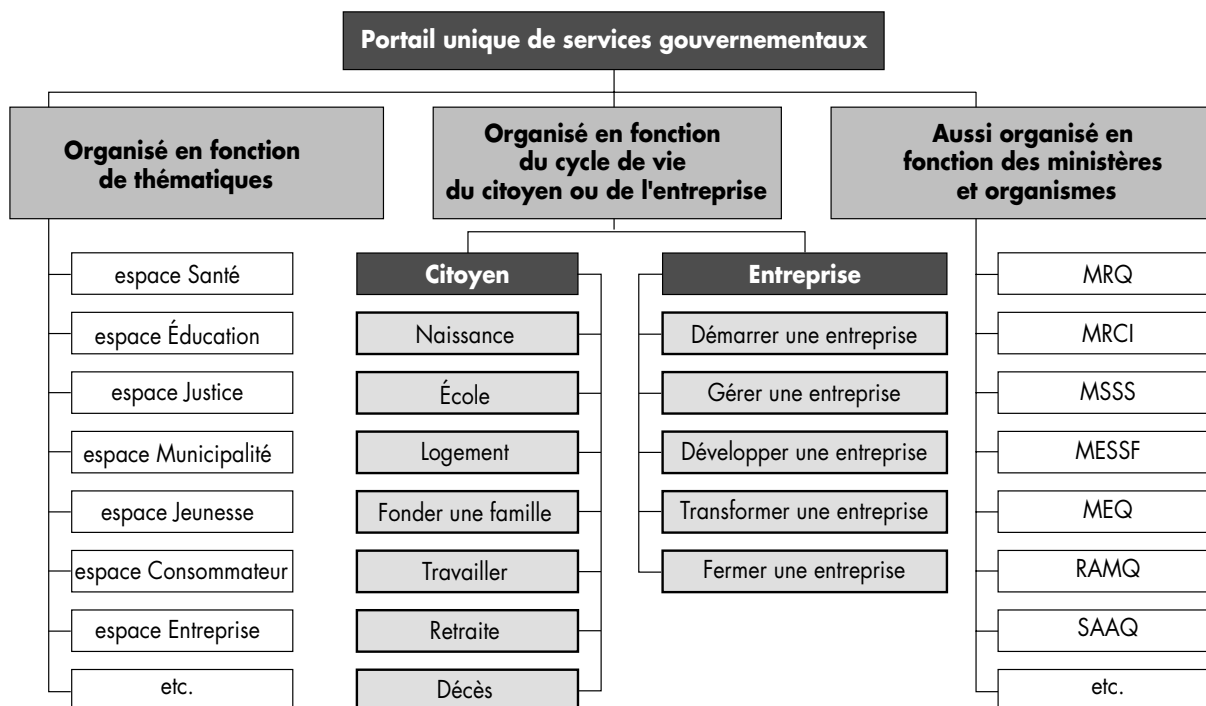 Portail unique de services gouvernementaux
Organisé en fonction
de thématiques
Organisé en fonction
du cycle de vie
du citoyen ou de l'entreprise
Aussi organisé en
fonction des ministères
et organismes
espace Santé
espace Éducation
espace Justice
espace Municipalité
espace Jeunesse
espace Consommateur
espace Entreprise
etc.
Citoyen
Naissance
École
Logement
Fonder une famille
Travailler
Retraite
Décès
Entreprise
Démarrer une entreprise
Gérer une entreprise
Développer une entreprise
Transformer une entreprise
Fermer une entreprise
MRQ
MRCI
MSSS
MESSF
MEQ
RAMQ
SAAQ
etc.